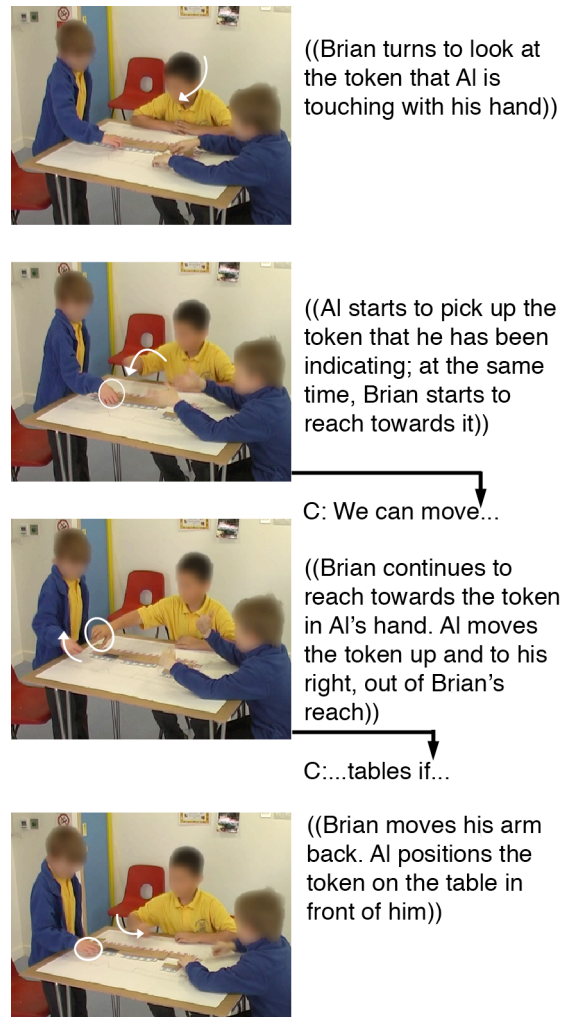 ((Brian turns to look at
the token that Al is
touching with his hand))
((Al starts to pick up the
token that he has been
indicating; at the same
time, Brian starts to
reach towards it))
C: We can move...
((Brian continues to
reach towards the token
in Al’s hand. Al moves
the token up and to his
right, out of Brian’s
reach))
C:...tables if...
((Brian moves his arm
back. Al positions the
token on the table in
front of him))